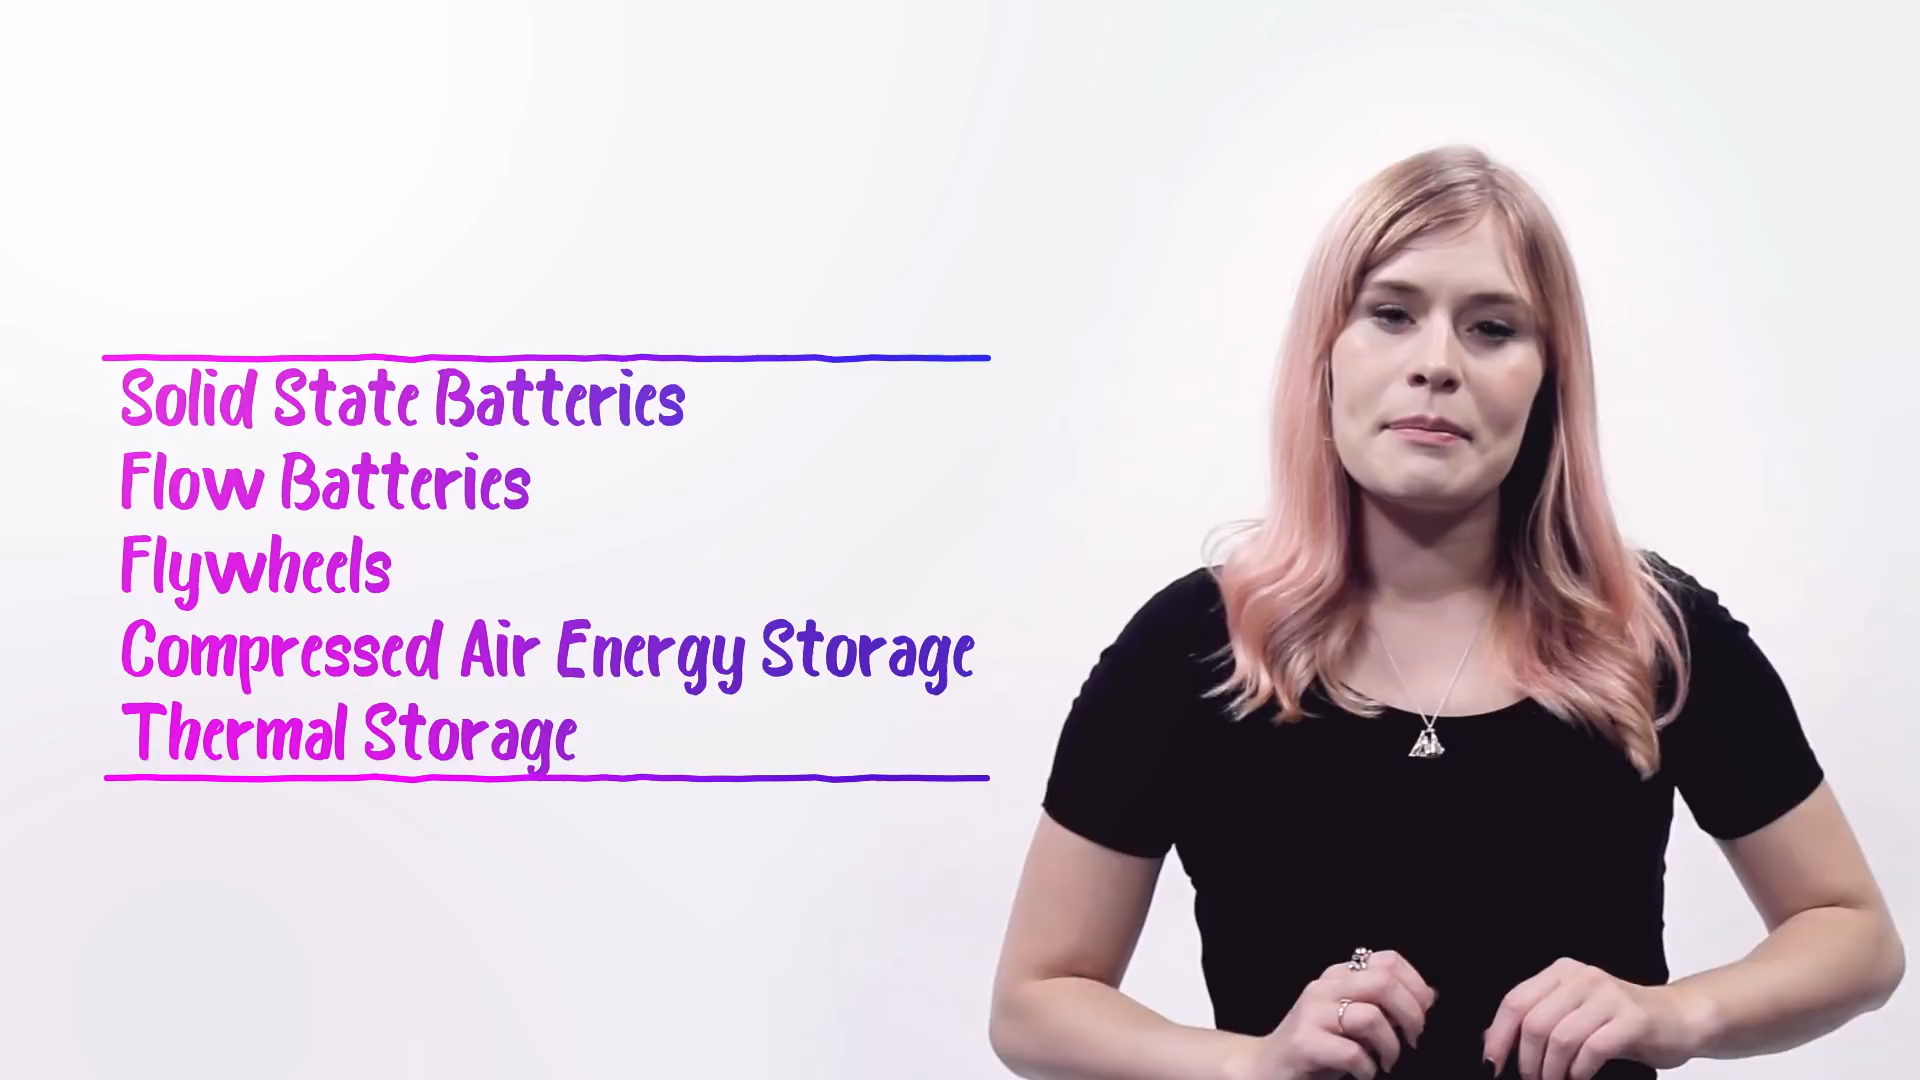 Solid State Batteries
Flow Batteries
Flywheels
Compressed Air Energy Storage
Thermal Storage